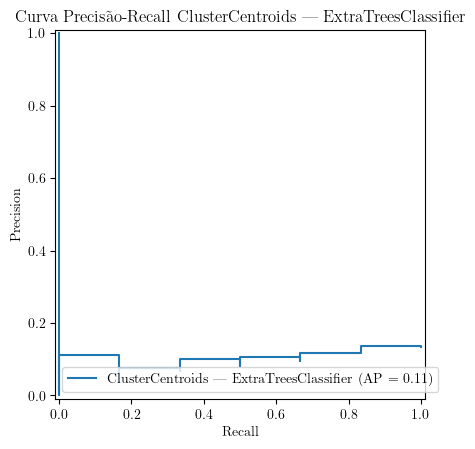 Curva Precisão-Recall ClusterCentroids — ExtraTreesClassifier
1.0
0.8
0.6
0.4
0.2
0.0
Precision
ClusterCentroids — ExtraTreesClassifier (AP = 0.11)
0.0 0.2 0.4 0.6 0.8 1.0
Recall